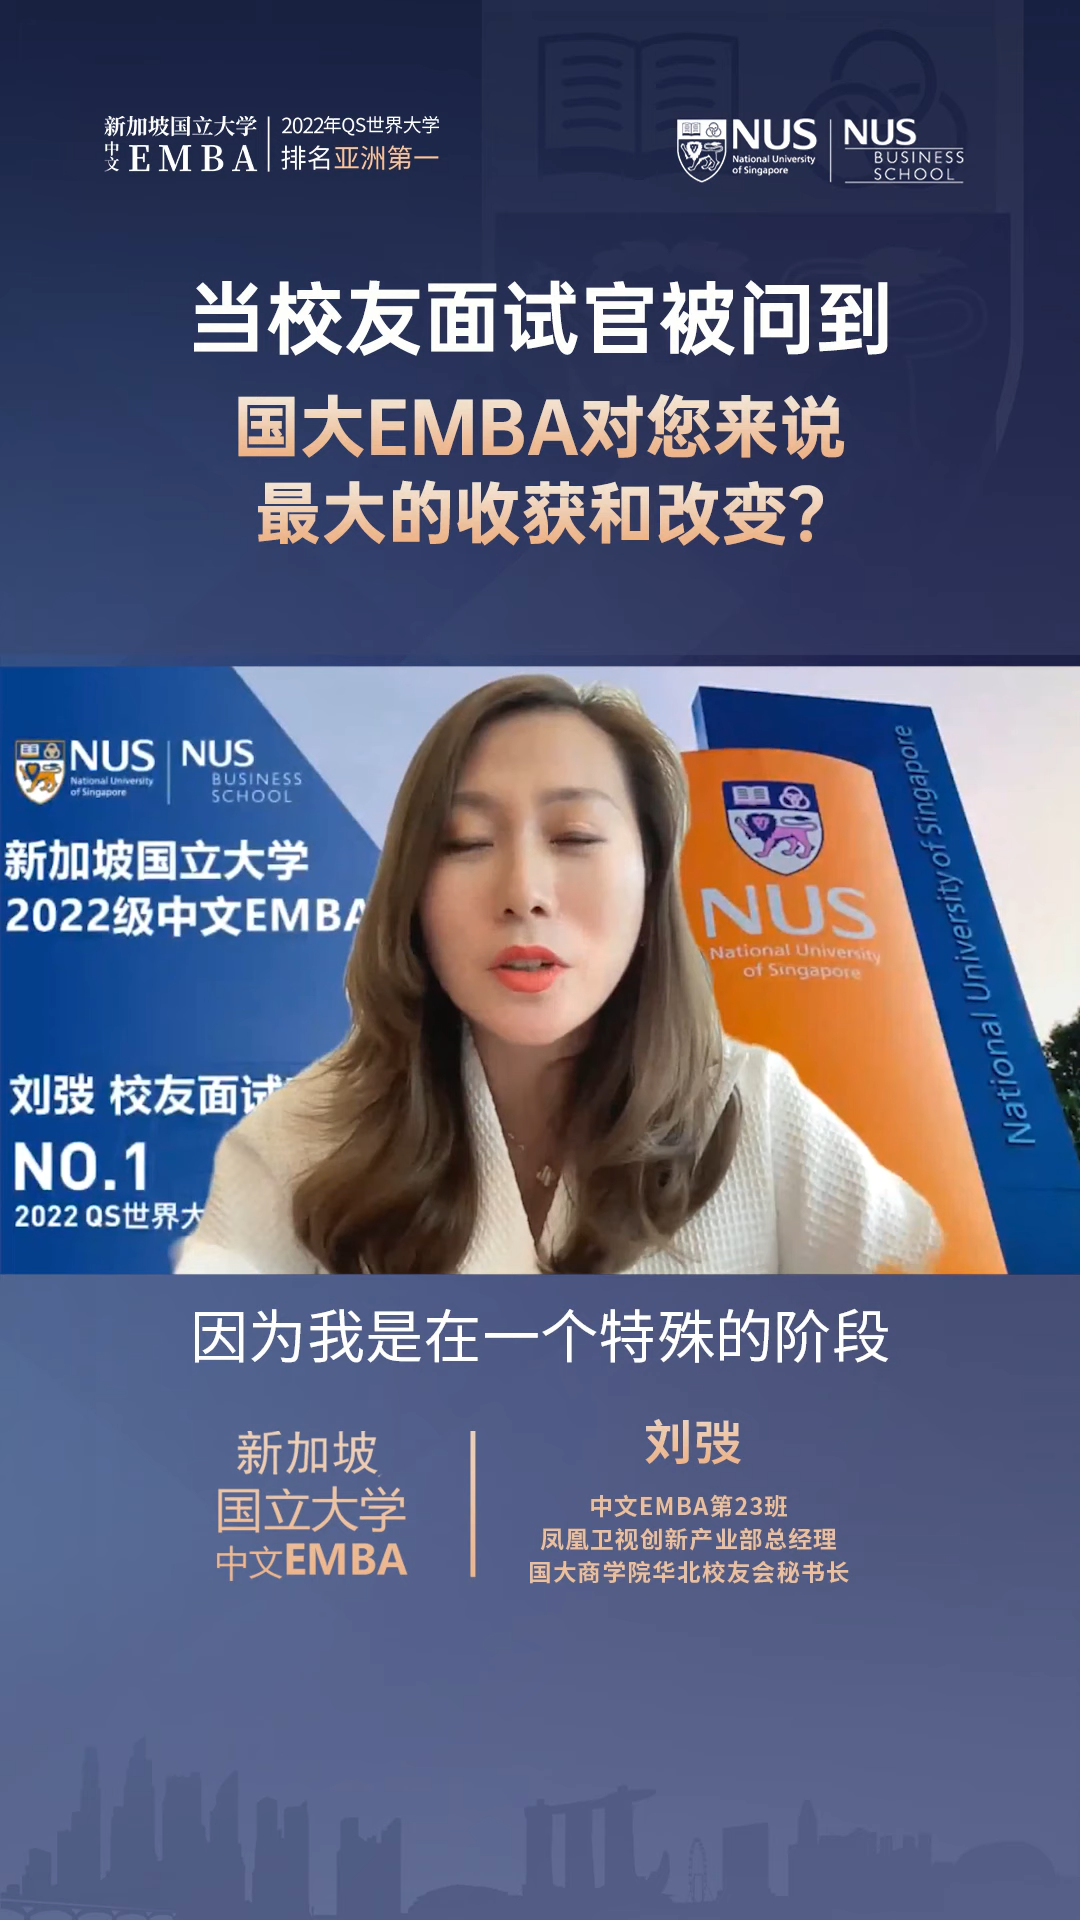 新加坡国立大学
中文EMBA
2022年QS世界大学
排名亚洲第一
NUS
National University
of Singapore
NUS
BUSINESS
SCHOOL
当校友面试官被问到
国大EMBA对您来说
最大的收获和改变？
NUS
National University
of Singapore
NUS
BUSINESS
SCHOOL
新加坡国立大学
2022级中文EMBA
刘弢 校友面试
NO.1
2022 QS世界大
NUS
National University
of Singapore
National University of Singapore
因为我是在一个特殊的阶段
新加坡
国立大学
中文EMBA
刘弢
中文EMBA第23班
凤凰卫视创新产业部总经理
国大商学院华北校友会秘书长